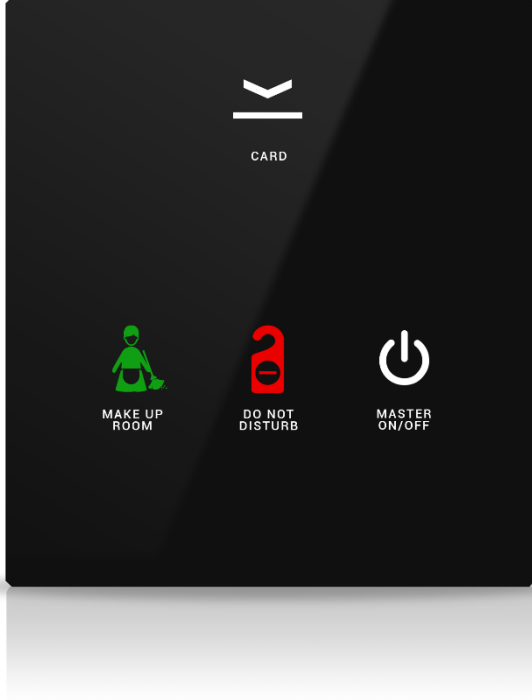 CARD
MAKE UP
ROOM
DO NOT
DISTURB
MASTER
ON/OFF